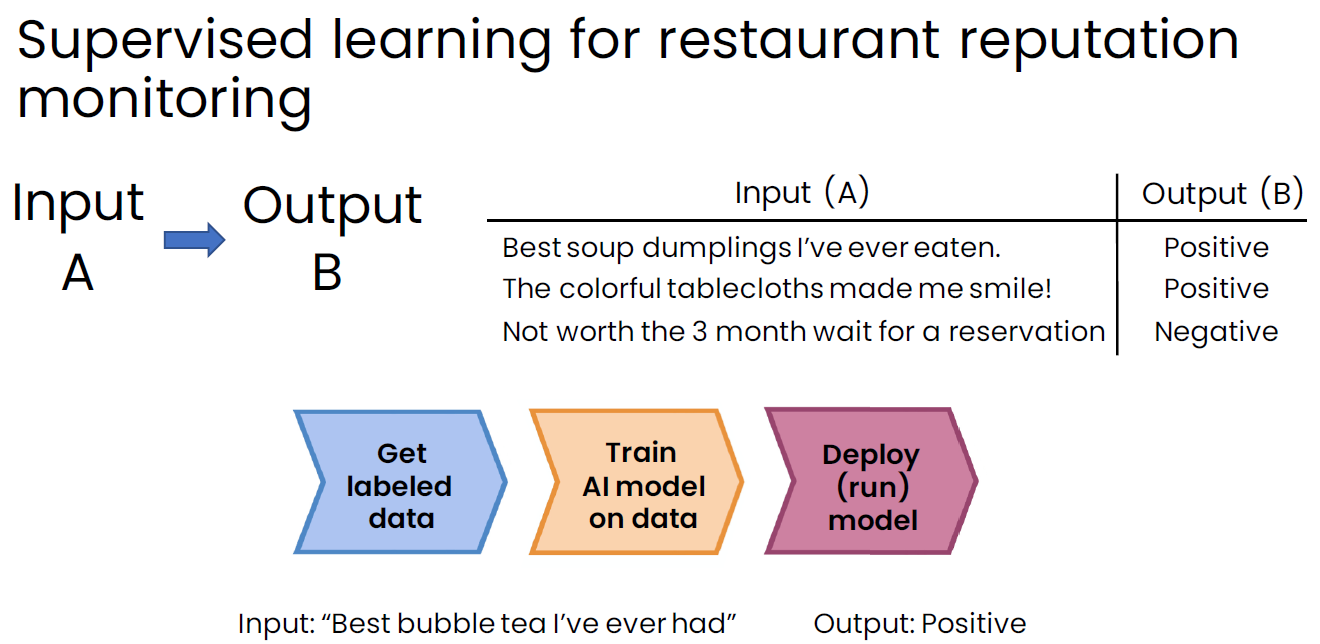 Supervised learning for restaurant reputation
monitoring
Input
A
Output
B
Input (A) Output (B)
Best soup dumplings I've ever eaten. Positive
The colorful tablecloths made me smile! Positive
Not worth the 3 month wait for a reservation Negative
Get
labeled
data
Train
AI model
on data
Deploy
(run)
model
Input: “Best bubble tea I've ever had” Output: Positive